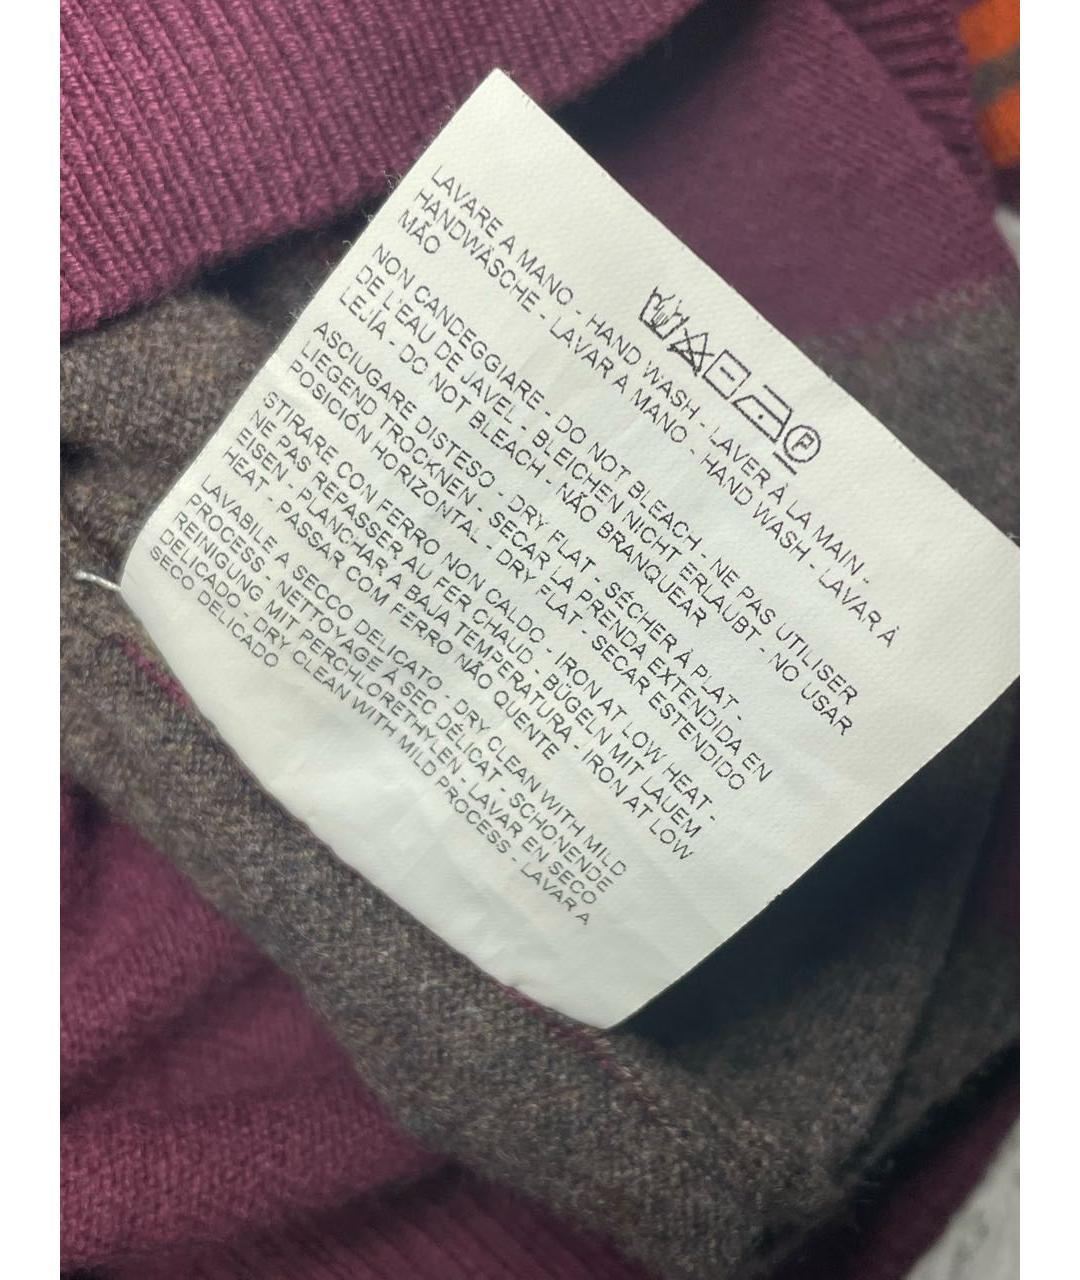 LAVARE A MANO - HAND WASH - LAVER À LA MAIN -
HANDWÄSCHE - LAVAR A MANO - HAND WASH - LAVAR À
MÃO
NON CANDEGGIARE - DO NOT BLEACH - NE PAS UTILISER
DE L'EAU DE JAVEL - BLEICHEN NICHT ERLAUBT - NO USAR
LEJÍA - DO NOT BLEACH - NÃO BRANQUEAR
ASCIUGARE DISTESO - DRY FLAT - SÉCHER À PLAT -
LIEGEND TROCKNEN - SECAR LA PRENDA EXTENDIDA EN
POSICIÓN HORIZONTAL - DRY FLAT - SECAR ESTENDIDO
STIRARE CON FERRO NON CALDO - IRON AT LOW HEAT -
NE PAS REPASSER AU FER CHAUD - BÜGELN MIT LAUEM
EISEN - PLANCHAR A BAJA TEMPERATURA - IRON AT LOW
HEAT - PASSAR COM FERRO NÃO QUENTE
LAVABILE A SECCO DELICATO - DRY CLEAN WITH MILD
PROCESS - NETTOYAGE À SEC DÉLICAT - SCHONENDE
REINIGUNG MIT PERCHLORETHYLEN - LAVAR EN SECO
DELICADO - DRY CLEAN WITH MILD PROCESS - LAVAR A
SECO DELICADO
P